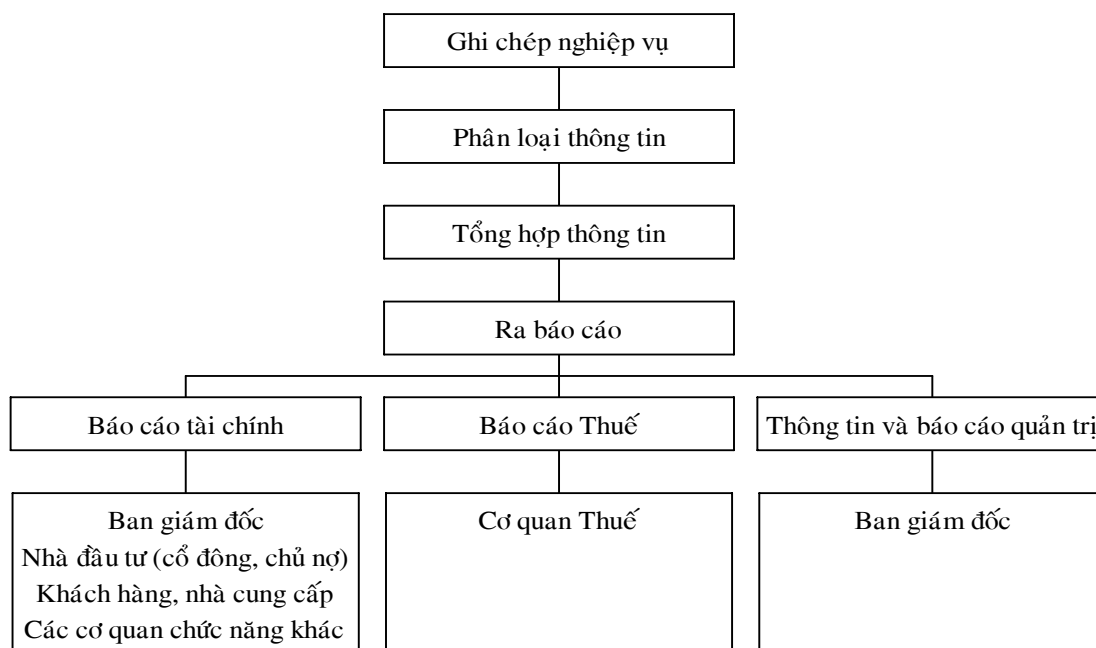 Ghi chép nghiệp vụ
Phân loại thông tin
Tổng hợp thông tin
Ra báo cáo
Báo cáo tài chính
Báo cáo Thuế
Thông tin và báo cáo quản trị
Ban giám đốc
Nhà đầu tư (cổ đông, chủ nợ)
Khách hàng, nhà cung cấp
Các cơ quan chức năng khác
Cơ quan Thuế
Ban giám đốc